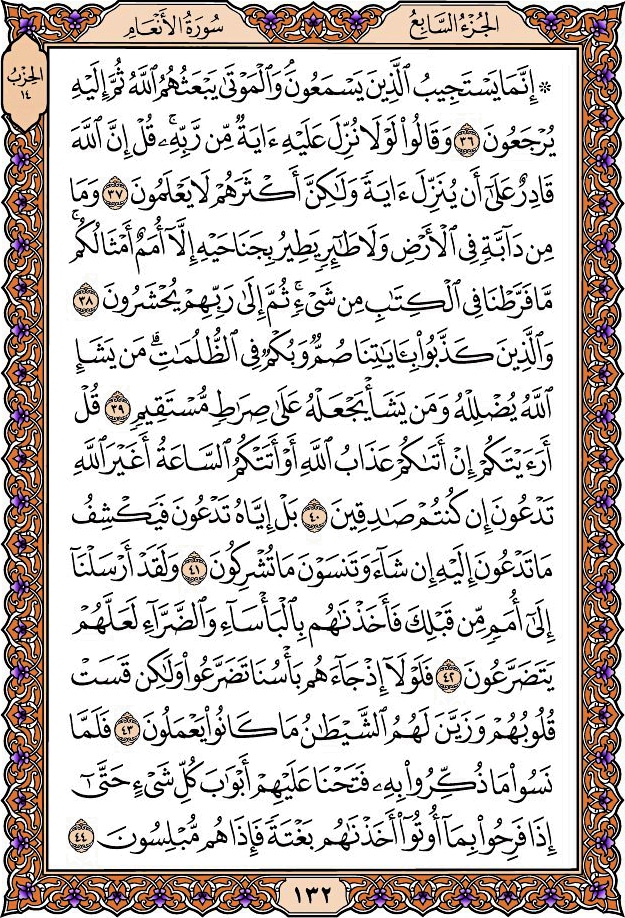 الجُزْءُ السَّابِعُ
سُورَةُ الأَنْعَامِ
الحِزْبُ
١٤
۞ إِنَّمَا يَسْتَجِيبُ ٱلَّذِينَ يَسْمَعُونَۘ وَٱلْمَوْتَىٰ يَبْعَثُهُمُ ٱللَّهُ ثُمَّ إِلَيْهِ
يُرْجَعُونَ ٣٦ وَقَالُوا۟ لَوْلَا نُزِّلَ عَلَيْهِ ءَايَةٌ مِّن رَّبِّهِۦۚ قُلْ إِنَّ ٱللَّهَ
قَادِرٌ عَلَىٰٓ أَن يُنَزِّلَ ءَايَةً وَلَٰكِنَّ أَكْثَرَهُمْ لَا يَعْلَمُونَ ٣٧ وَمَا
مِن دَآبَّةٍ فِى ٱلْأَرْضِ وَلَا طَٰٓئِرٍ يَطِيرُ بِجَنَاحَيْهِ إِلَّآ أُمَمٌ أَمْثَالُكُمۚ
مَّا فَرَّطْنَا فِى ٱلْكِتَٰبِ مِن شَىْءٍۚ ثُمَّ إِلَىٰ رَبِّهِمْ يُحْشَرُونَ ٣٨
وَٱلَّذِينَ كَذَّبُوا۟ بِـَٔايَٰتِنَا صُمٌّ وَبُكْمٌ فِى ٱلظُّلُمَٰتِۗ مَن يَشَإِ
ٱللَّهُ يُضْلِلْهُ وَمَن يَشَأْ يَجْعَلْهُ عَلَىٰ صِرَٰطٍ مُّسْتَقِيمٍ ٣٩ قُلْ
أَرَءَيْتَكُمْ إِنْ أَتَىٰكُمْ عَذَابُ ٱللَّهِ أَوْ أَتَتْكُمُ ٱلسَّاعَةُ أَغَيْرَ ٱللَّهِ
تَدْعُونَ إِن كُنتُمْ صَٰدِقِينَ ٤٠ بَلْ إِيَّاهُ تَدْعُونَ فَيَكْشِفُ
مَا تَدْعُونَ إِلَيْهِ إِن شَآءَ وَتَنسَوْنَ مَا تُشْرِكُونَ ٤١ وَلَقَدْ أَرْسَلْنَآ
إِلَىٰٓ أُمَمٍ مِّن قَبْلِكَ فَأَخَذْنَٰهُم بِٱلْبَأْسَآءِ وَٱلضَّرَّآءِ لَعَلَّهُمْ
يَتَضَرَّعُونَ ٤٢ فَلَوْلَآ إِذْ جَآءَهُم بَأْسُنَا تَضَرَّعُوا۟ وَلَٰكِن قَسَتْ
قُلُوبُهُمْ وَزَيَّنَ لَهُمُ ٱلشَّيْطَٰنُ مَا كَانُوا۟ يَعْمَلُونَ ٤٣ فَلَمَّا
نَسُوا۟ مَا ذُكِّرُوا۟ بِهِۦ فَتَحْنَا عَلَيْهِمْ أَبْوَٰبَ كُلِّ شَىْءٍ حَتَّىٰٓ
إِذَا فَرِحُوا۟ بِمَآ أُوتُوٓا۟ أَخَذْنَٰهُم بَغْتَةً فَإِذَا هُم مُّبْلِسُونَ ٤٤
١٣٢